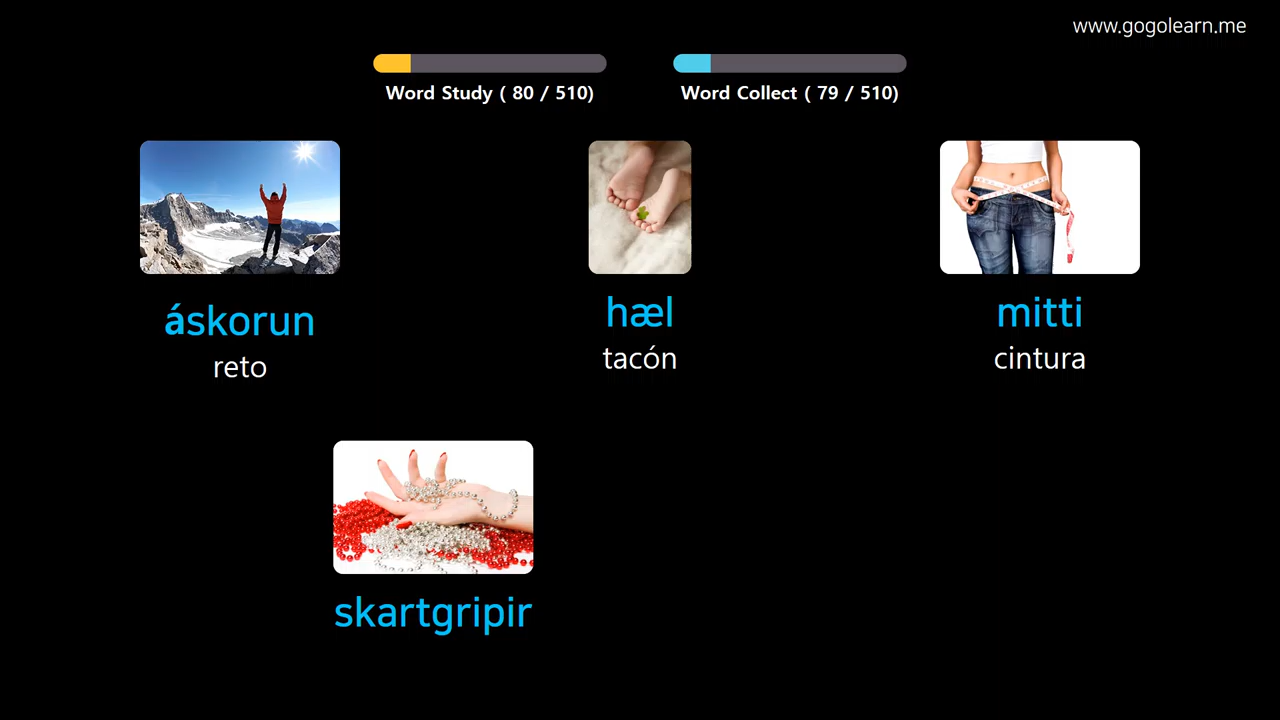 www.gogolearn.me
Word Study ( 80 / 510)
Word Collect ( 79 / 510)
áskorun
reto
hæl
tacón
mitti
cintura
skartgripir